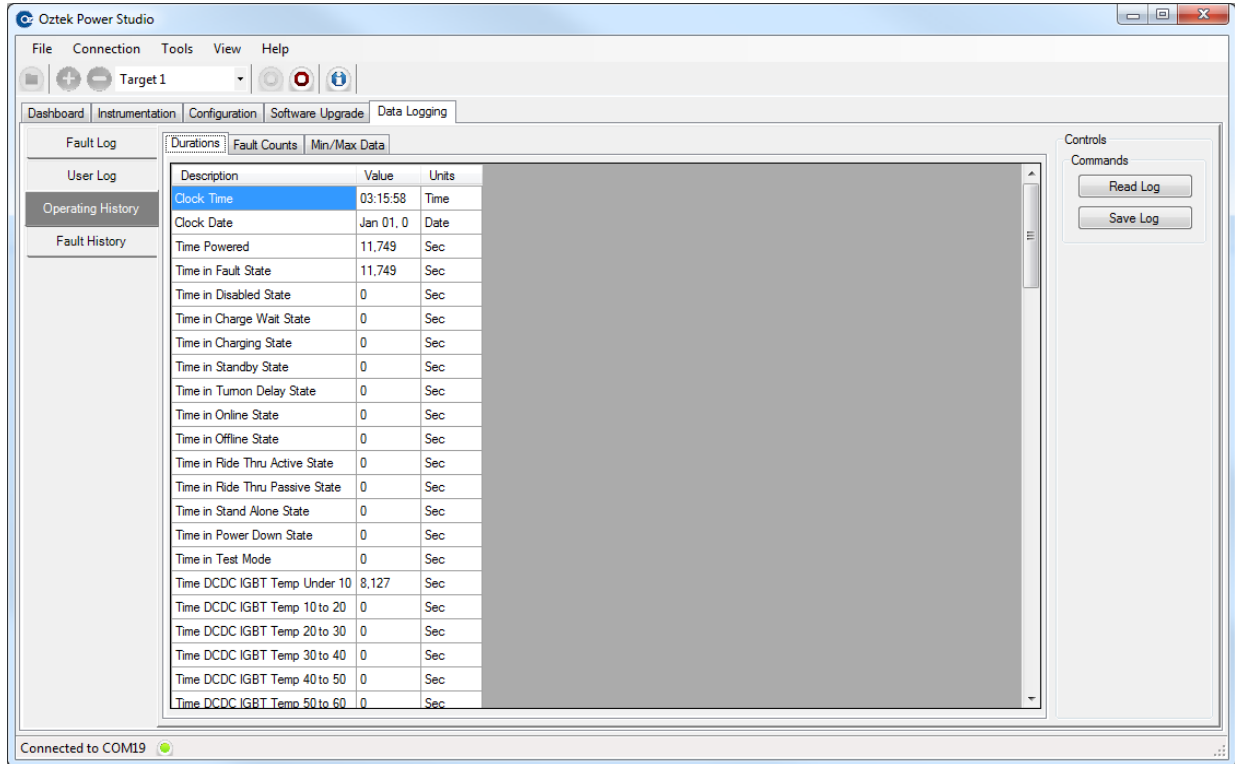 Oztek Power Studio
File Connection Tools View Help
Target 1
Dashboard Instrumentation Configuration Software Upgrade Data Logging
Fault Log
User Log
Operating History
Fault History
Durations Fault Counts Min/Max Data
Description Value Units
Clock Time 03:15:58 Time
Clock Date Jan 01, 0 Date
Time Powered 11,749 Sec
Time in Fault State 11,749 Sec
Time in Disabled State 0 Sec
Time in Charge Wait State 0 Sec
Time in Charging State 0 Sec
Time in Standby State 0 Sec
Time in Turnon Delay State 0 Sec
Time in Online State 0 Sec
Time in Offline State 0 Sec
Time in Ride Thru Active State 0 Sec
Time in Ride Thru Passive State 0 Sec
Time in Stand Alone State 0 Sec
Time in Power Down State 0 Sec
Time in Test Mode 0 Sec
Time DCDC IGBT Temp Under 10 8,127 Sec
Time DCDC IGBT Temp 10 to 20 0 Sec
Time DCDC IGBT Temp 20 to 30 0 Sec
Time DCDC IGBT Temp 30 to 40 0 Sec
Time DCDC IGBT Temp 40 to 50 0 Sec
Time DCDC IGBT Temp 50 to 60 0 Sec
Controls
Commands
Read Log
Save Log
Connected to COM19